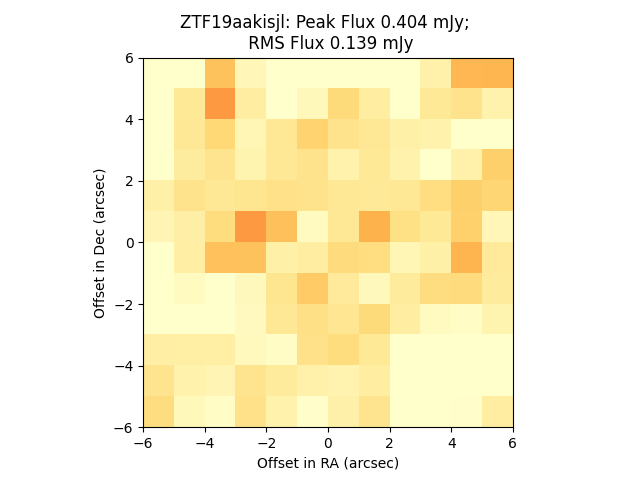 ZTF19aakisjl: Peak Flux 0.404 mJy;
RMS Flux 0.139 mJy
6
4
2
0
−2
−4
−6
Offset in Dec (arcsec)
−6 −4 −2 0 2 4 6
Offset in RA (arcsec)